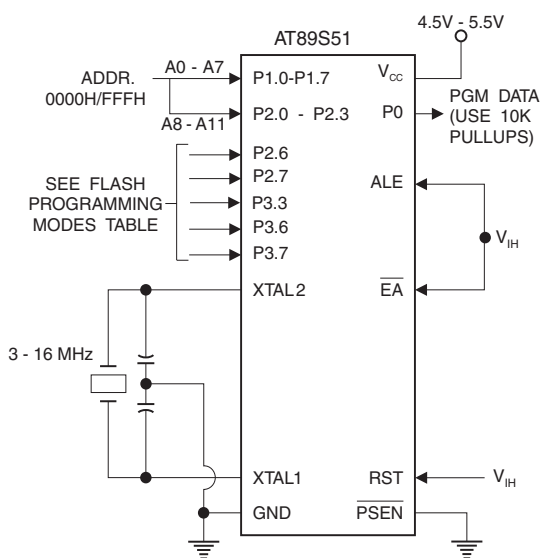 4.5V - 5.5V
AT89S51
ADDR.
0000H/FFFH
A0 - A7
A8 - A11
P1.0-P1.7
P2.0 - P2.3
P2.6
P2.7
P3.3
P3.6
P3.7
SEE FLASH
PROGRAMMING
MODES TABLE
XTAL2
3 - 16 MHz
XTAL1
GND
VCC
P0
PGM DATA
(USE 10K
PULLUPS)
ALE
VIH
EA
RST
VIH
PSEN